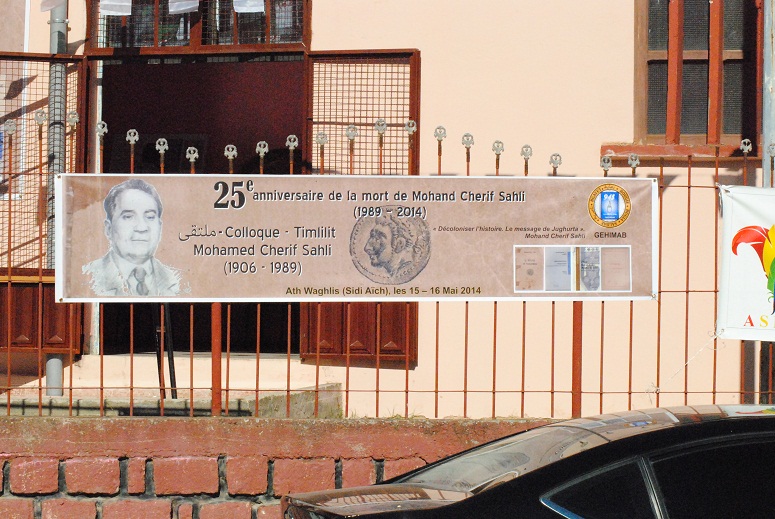 25e anniversaire de la mort de Mohand Cherif Sahli
(1989 - 2014)
ملتقى - Colloque - Timlilit
Mohamed Cherif Sahli
(1906 - 1989)
« Décoloniser l'histoire. Le message de Jughurta ».
Mohand Cherif Sahli
GEHIMAB
Ath Waghlis (Sidi Aïch), les 15 – 16 Mai 2014
A S